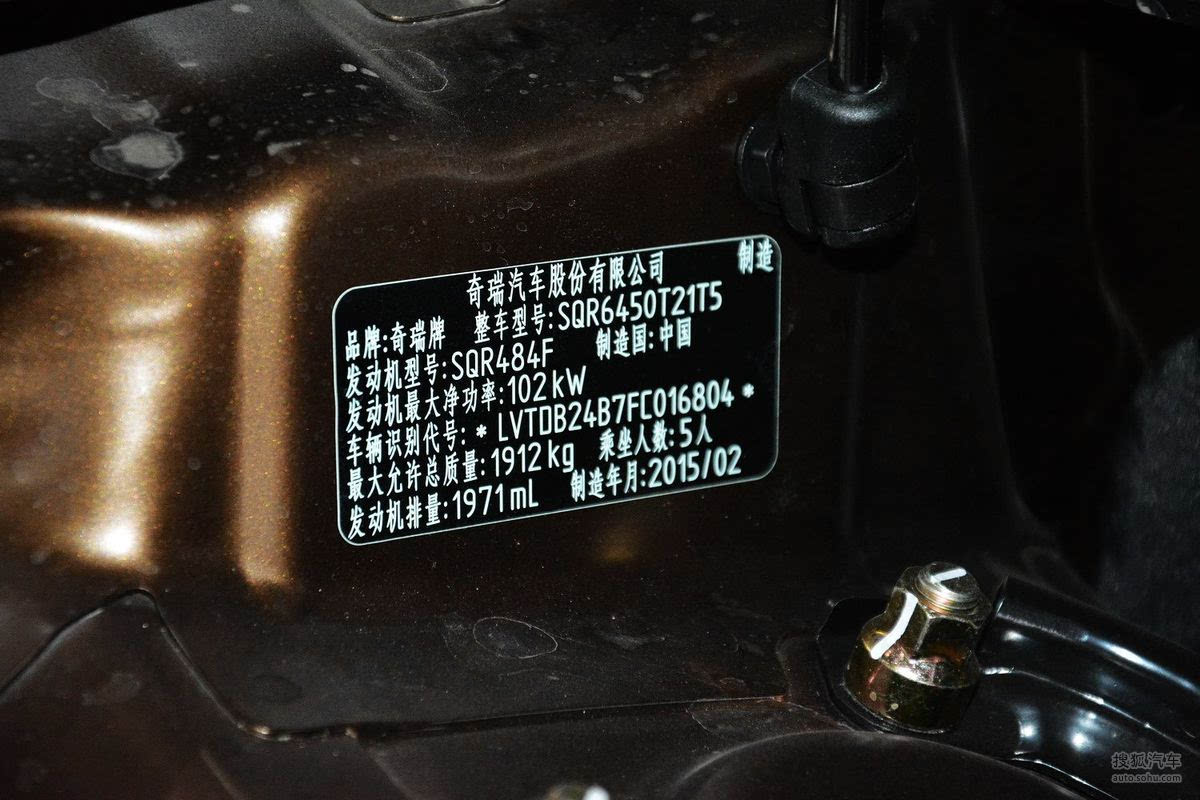 奇瑞汽车股份有限公司 制造
品牌:奇瑞牌 整车型号:SQR6450T21T5
发动机型号:SQR484F 制造国:中国
发动机最大净功率:102kW
车辆识别代号:*LVTDB24B7FC016804*
最大允许总质量:1912kg 乘坐人数:5人
发动机排量:1971mL 制造年月:2015/02
搜狐汽车
auto.sohu.com